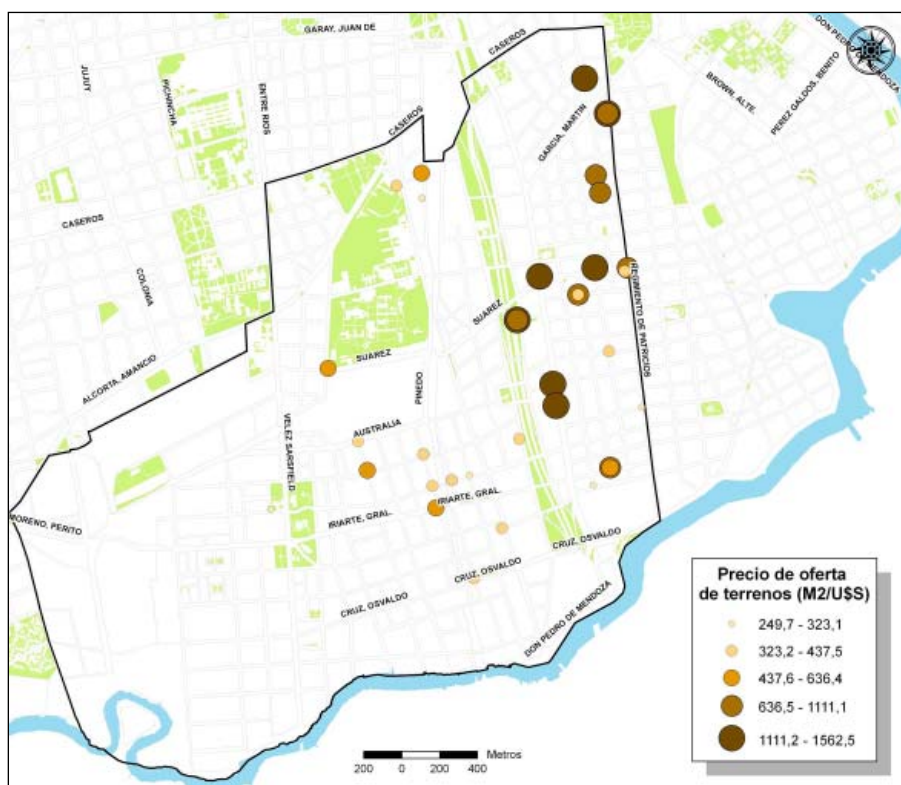 GARAY, JUAN DE
CASEROS
DON PEDRO DE MENDOZA
JUJUY
PICHINCHA
ENTRE RIOS
CASEROS
GARCIA, MARTIN
BROWN, ALTE.
PEREZ GALDOS, BENITO
CASEROS
COLONIA
ALCORTA, AMANCIO
SUAREZ
SUAREZ
REGIMIENTO DE PATRICIOS
PINEDO
AUSTRALIA
VELEZ SARSFIELD
IRIARTE, GRAL.
IRIARTE, GRAL.
MORENO, PERITO
CRUZ, OSVALDO
CRUZ, OSVALDO
CRUZ, OSVALDO
DON PEDRO DE MENDOZA
Precio de oferta
de terrenos (M2/U$S)
249,7 - 323,1
323,2 - 437,5
437,6 - 636,4
636,5 - 1111,1
1111,2 - 1562,5
Metros
200 0 200 400